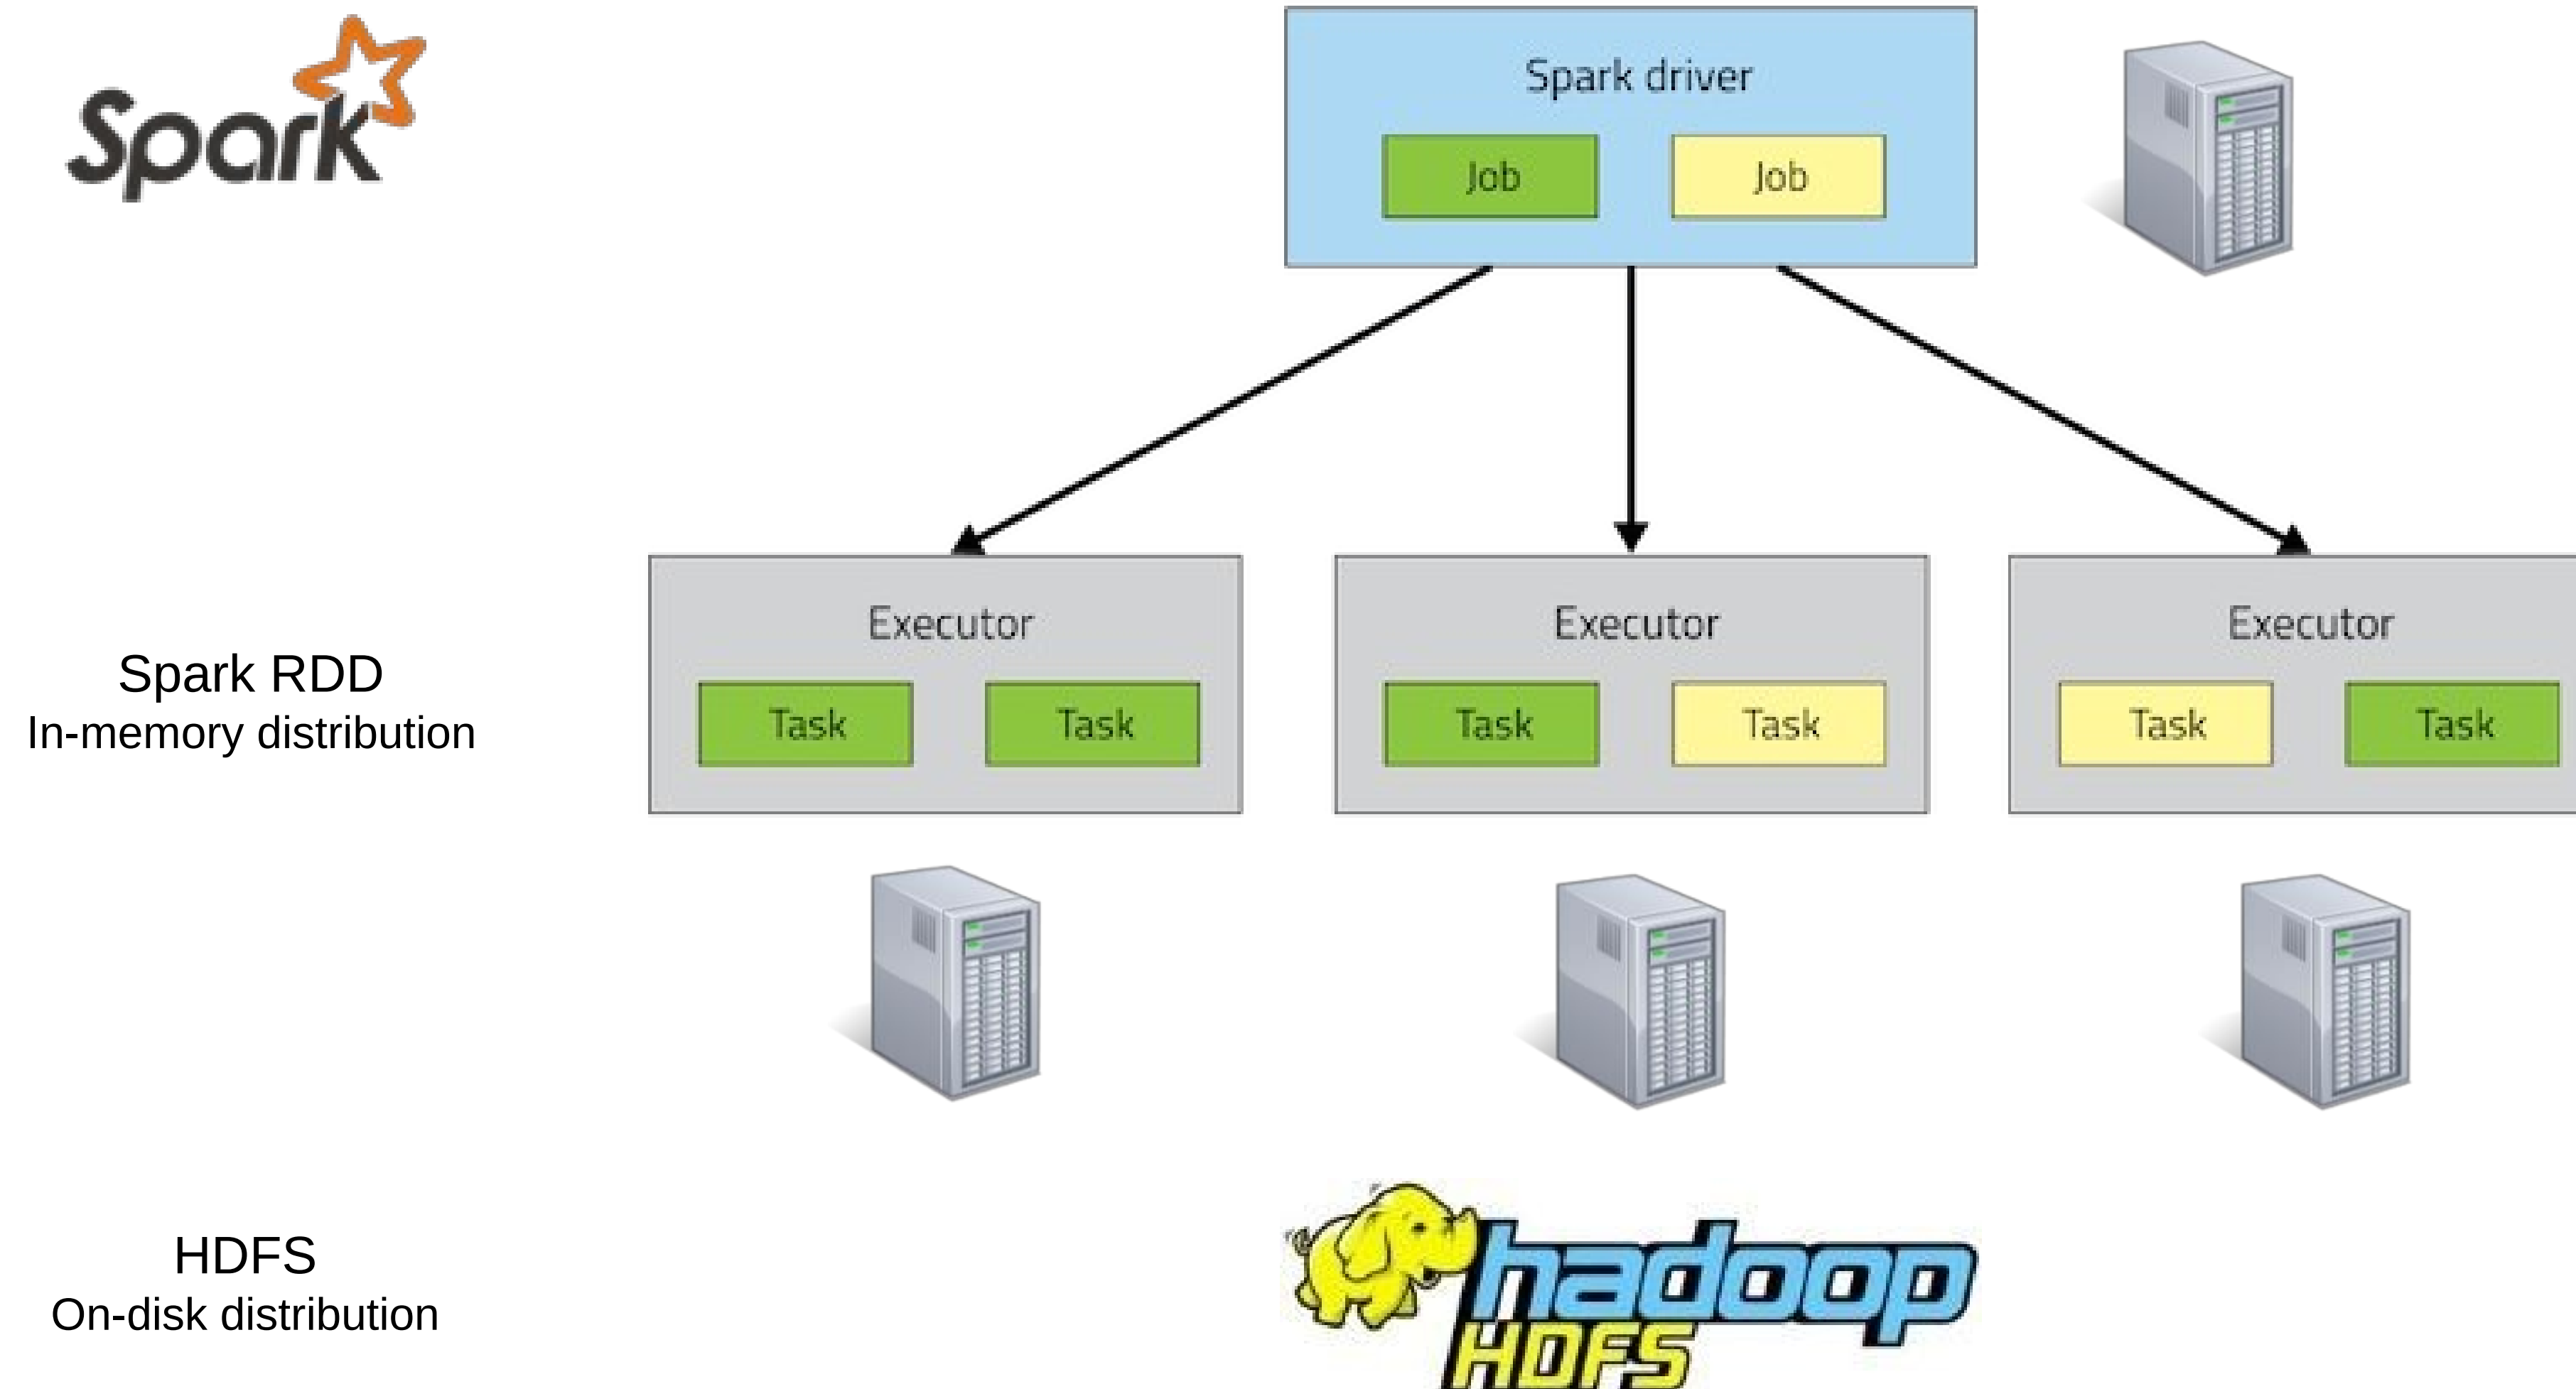 Spark
Spark driver
Job
Job
Executor
Executor
Executor
Spark RDD
In-memory distribution
Task
Task
Task
Task
Task
Task
HDFS
On-disk distribution
hadoop
HDFS